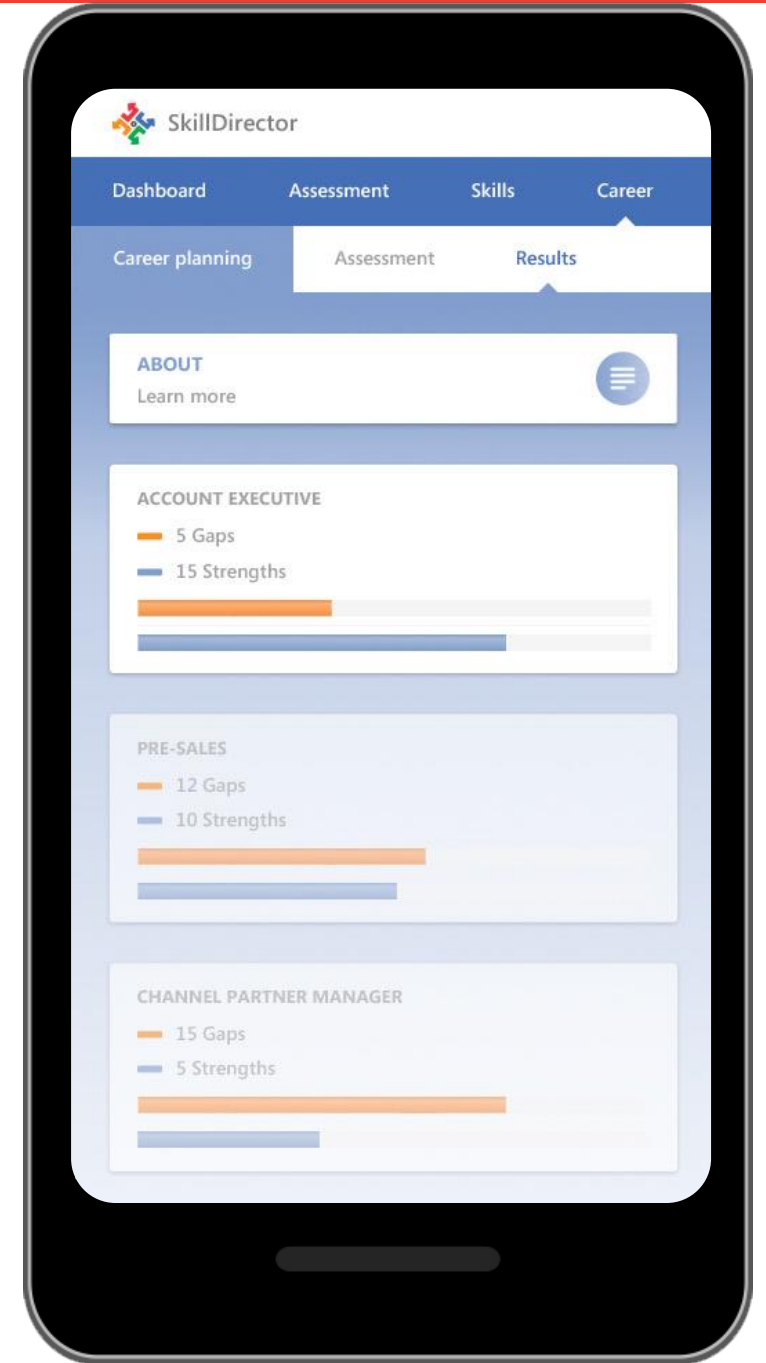 SkillDirector
Dashboard Assessment Skills Career
Career planning Assessment Results
ABOUT
Learn more
ACCOUNT EXECUTIVE
5 Gaps
15 Strengths
PRE-SALES
12 Gaps
10 Strengths
CHANNEL PARTNER MANAGER
15 Gaps
5 Strengths